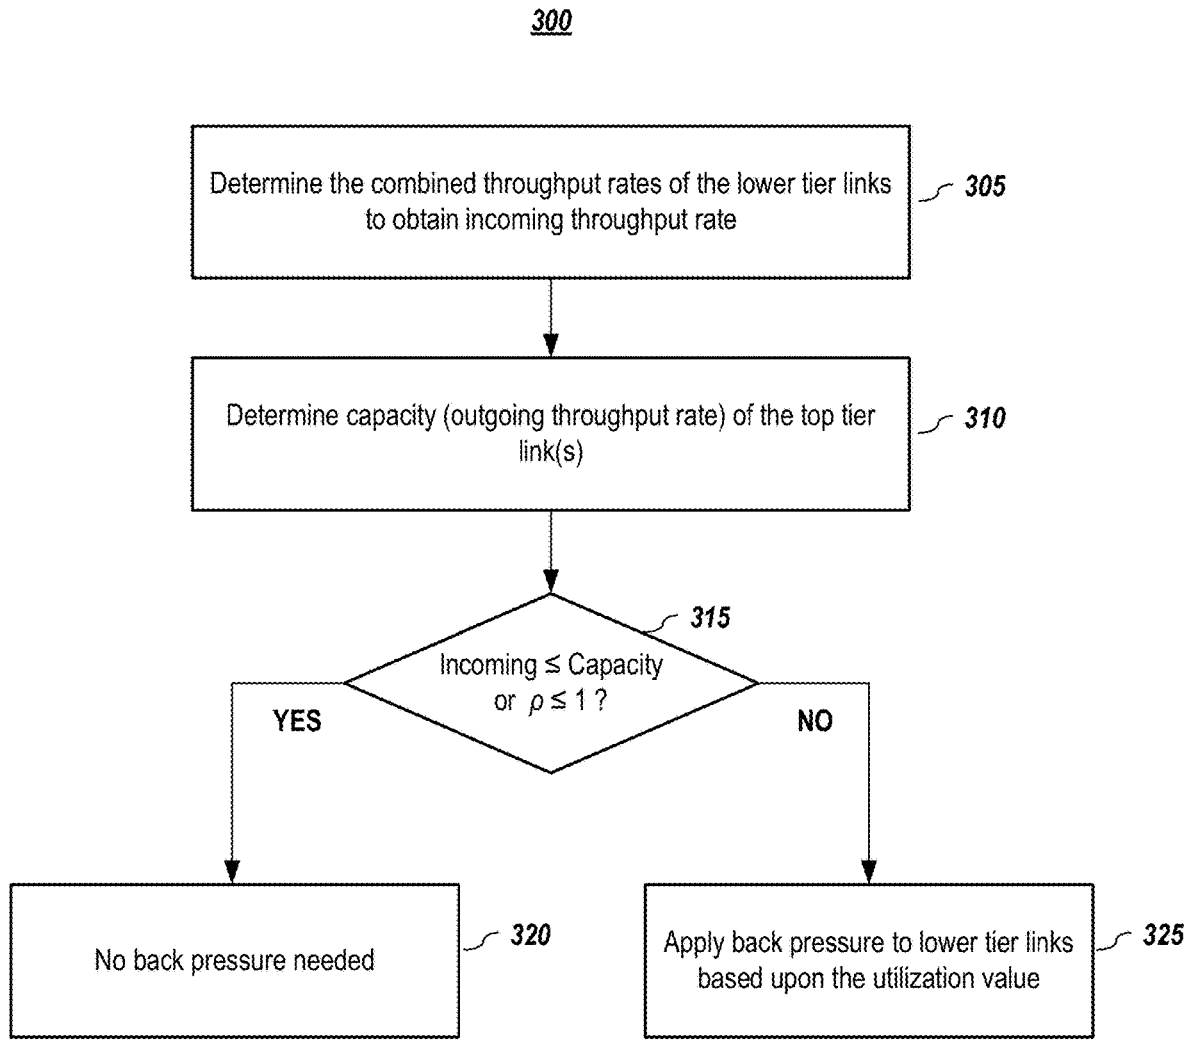 300
Determine the combined throughput rates of the lower tier links
to obtain incoming throughput rate
305
Determine capacity (outgoing throughput rate) of the top tier
link(s)
310
315
Incoming ≤ Capacity
or ρ ≤ 1 ?
YES
NO
No back pressure needed
320
Apply back pressure to lower tier links
based upon the utilization value
325